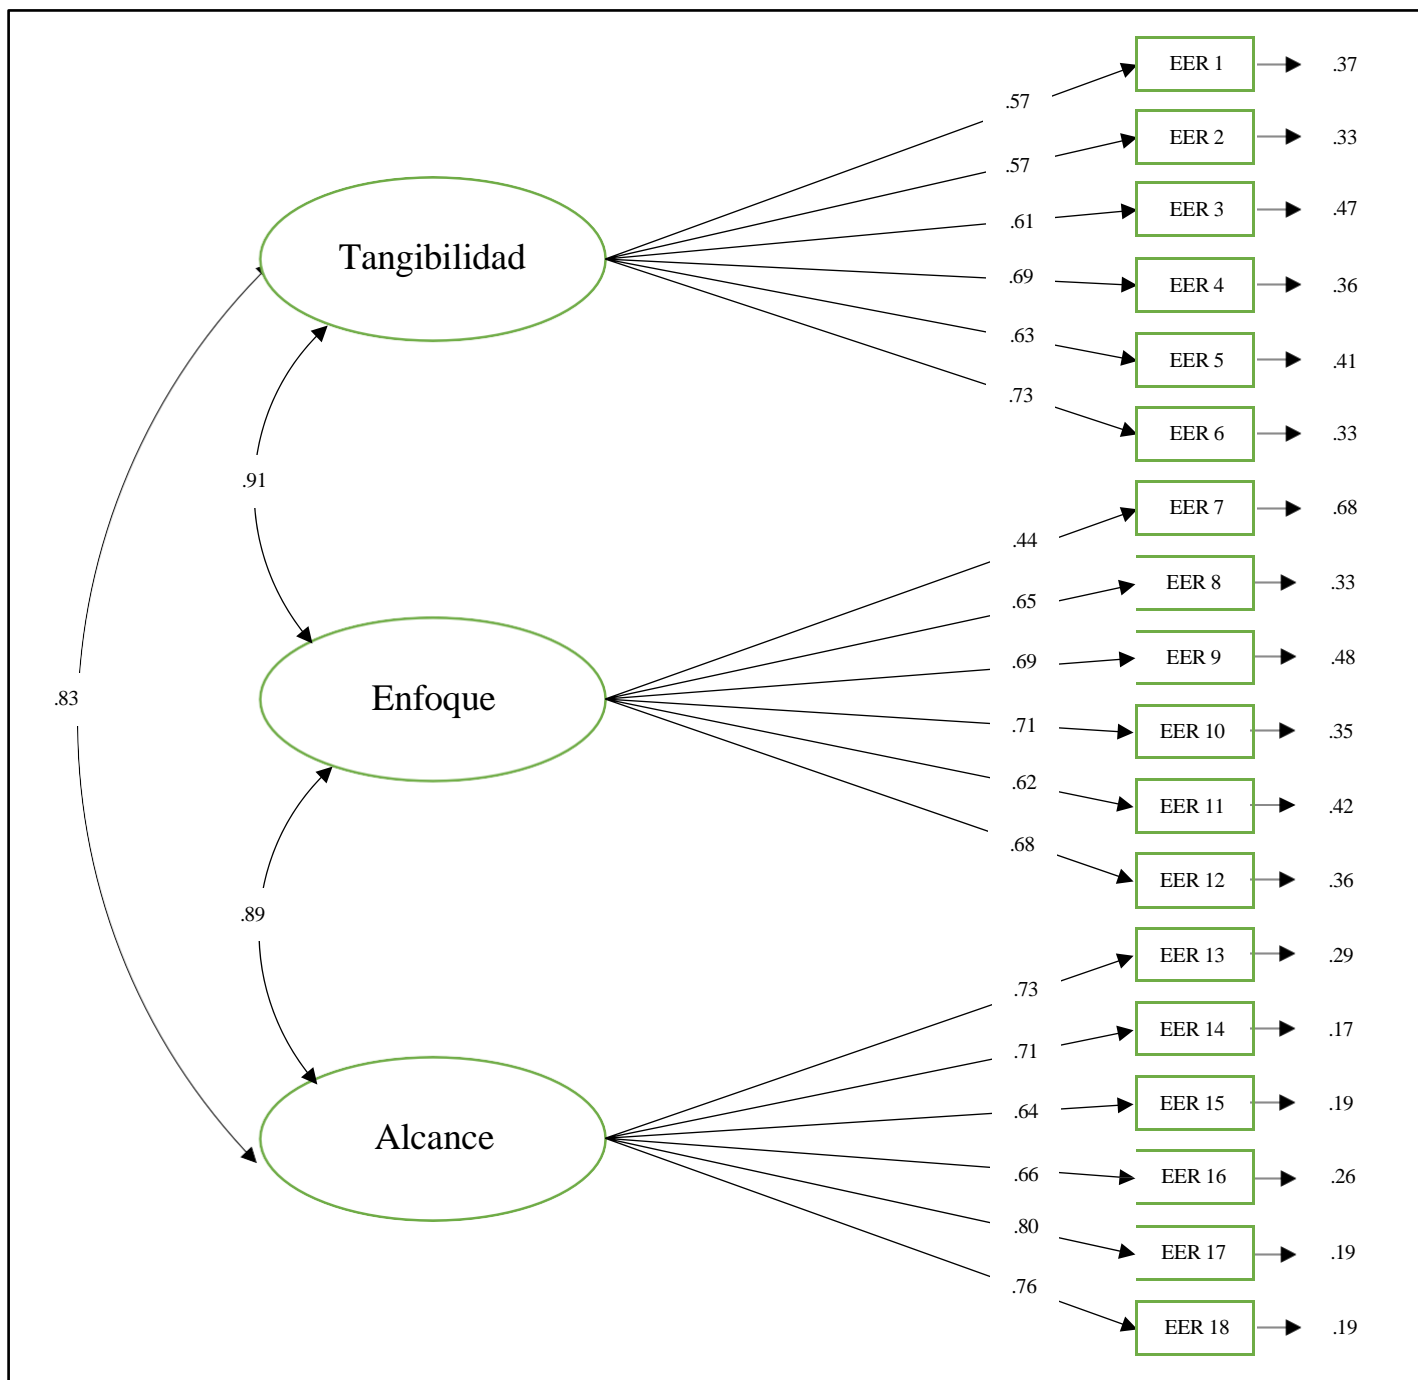 EER 1 .37
.57
EER 2 .33
.57
EER 3 .47
.61
Tangibilidad
.69
EER 4 .36
.63
EER 5 .41
.73
EER 6 .33
.91
EER 7 .68
.44
EER 8 .33
.65
EER 9 .48
.69
.83
Enfoque
.71
EER 10 .35
.62
EER 11 .42
.68
EER 12 .36
.89
EER 13 .29
.73
EER 14 .17
.71
EER 15 .19
.64
Alcance
.66
EER 16 .26
.80
EER 17 .19
.76
EER 18 .19